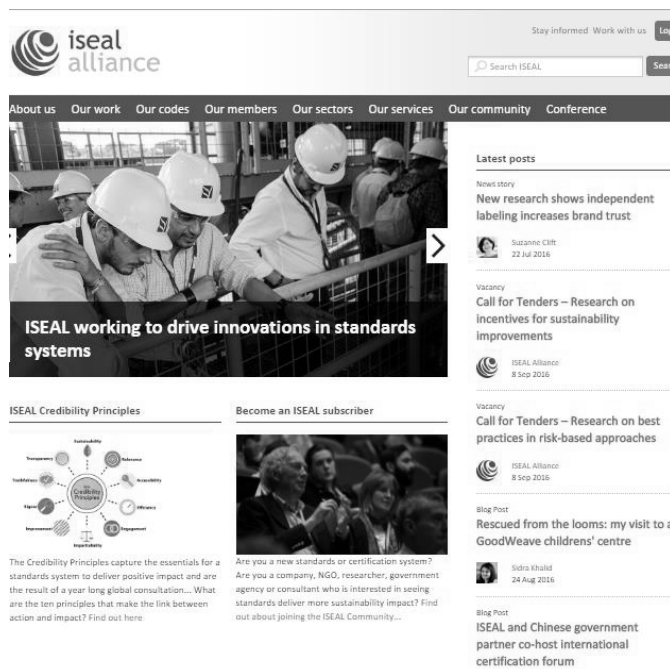 iseal
alliance
Stay informed Work with us
Search ISEAL
About us Our work Our codes Our members Our sectors Our services Our community Conference
ISEAL working to drive innovations in standards
systems
ISEAL Credibility Principles
Sustainability
Transparency
Relevance
Truthfulness
Accessibility
Credibility
Principles
Rigour
Efficiency
Improvement
Engagement
Impartiality
The Credibility Principles capture the essentials for a
standards system to deliver positive impact and are
the result of a year long global consultation... What
are the ten principles that make the link between
action and impact? Find out here
Become an ISEAL subscriber
Are you a new standards or certification system?
Are you a company, NGO, researcher, government
agency or consultant who is interested in seeing
standards deliver more sustainability impact? Find
out about joining the ISEAL Community...
Latest posts
News story
New research shows independent
labeling increases brand trust
Suzanne Clift
22 Jul 2016
Vacancy
Call for Tenders – Research on
incentives for sustainability
improvements
ISEAL Alliance
8 Sep 2016
Vacancy
Call for Tenders – Research on best
practices in risk-based approaches
ISEAL Alliance
8 Sep 2016
Blog Post
Rescued from the looms: my visit to a
GoodWeave childrens' centre
Sidra Khalid
24 Aug 2016
Blog Post
ISEAL and Chinese government
partner co-host international
certification forum